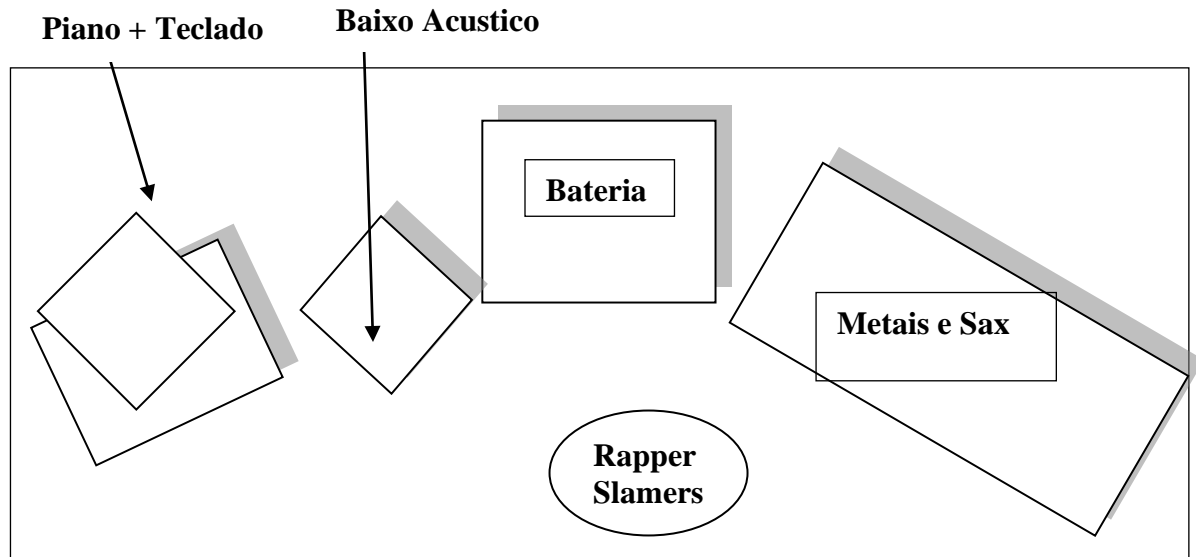 Piano + Teclado
Baixo Acustico
Bateria
Metais e Sax
Rapper
Slamers